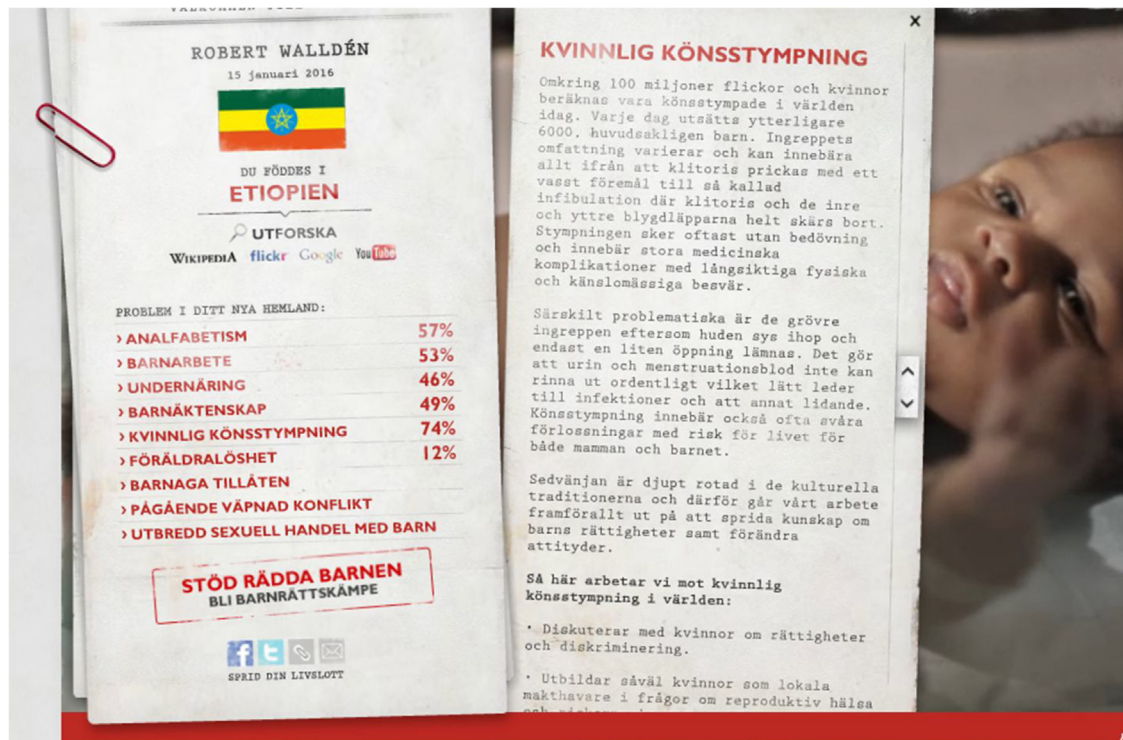 ROBERT WALLDÉN
15 januari 2016
DU FÖDDES I
ETIOPIEN
UTFORSKA
WIKIPEDIA flickr Google YouTube
PROBLEM I DITT NYA HEMLAND:
› ANALFABETISM 57%
› BARNARBETE 53%
› UNDERNÄRING 46%
› BARNÄKTENSKAP 49%
› KVINNLIG KÖNSSTYMPNING 74%
› FÖRÄLDRALÖSHET 12%
› BARNAGA TILLÅTEN
› PÅGÅENDE VÄPNAD KONFLIKT
› UTBREDD SEXUELL HANDEL MED BARN
STÖD RÄDDA BARNEN
BLI BARNRÄTTSKÄMPE
SPRID DIN LIVSLOTT
KVINNLIG KÖNSSTYMPNING
Omkring 100 miljoner flickor och kvinnor
beräknas vara könsstympade i världen
idag. Varje dag utsätts ytterligare
6000, huvudsakligen barn. Ingreppets
omfattning varierar och kan innebära
allt ifrån att klitoris prickas med ett
vasst föremål till så kallad
infibulation där klitoris och de inre
och yttre blygdläpparna helt skärs bort.
Stympningen sker oftast utan bedövning
och innebär stora medicinska
komplikationer med långsiktiga fysiska
och känslomässiga besvär.
Särskilt problematiska är de grövre
ingreppen eftersom huden sys ihop och
endast en liten öppning lämnas. Det gör
att urin och menstruationsblod inte kan
rinna ut ordentligt vilket lätt leder
till infektioner och att annat lidande.
Könsstympning innebär också ofta svåra
förlossningar med risk för livet för
både mamman och barnet.
Sedvänjan är djupt rotad i de kulturella
traditionerna och därför går vårt arbete
framförallt ut på att sprida kunskap om
barns rättigheter samt förändra
attityder.
Så här arbetar vi mot kvinnlig
könsstympning i världen:
· Diskuterar med kvinnor om rättigheter
och diskriminering.
· Utbildar såväl kvinnor som lokala
makthavare i frågor om reproduktiv hälsa